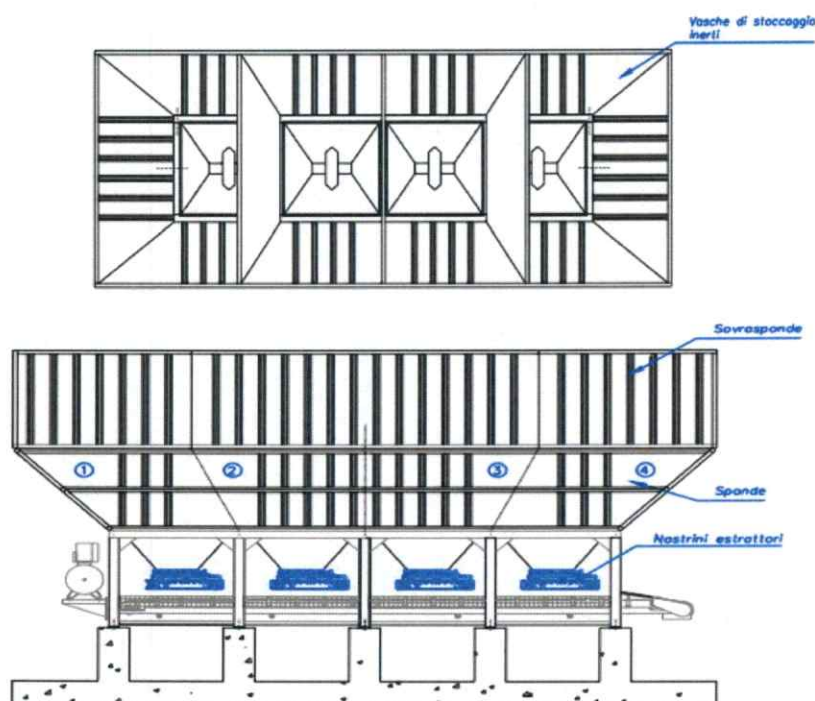 Vasche di stoccaggio
inerti
Sovrasponde
1 2 3 4
Sponde
Nastrini estrattori